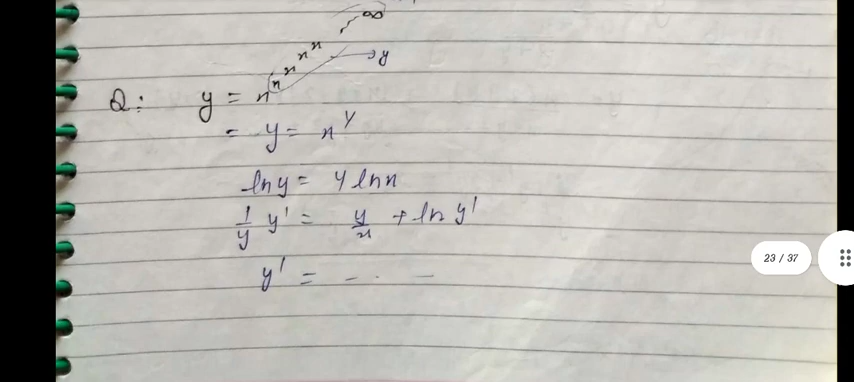 ∞
x x x x → y
Q: y = x
= y = x^y
ln y = y ln x
1/y y' = y/x + ln y'
y' = - - -
23 / 37